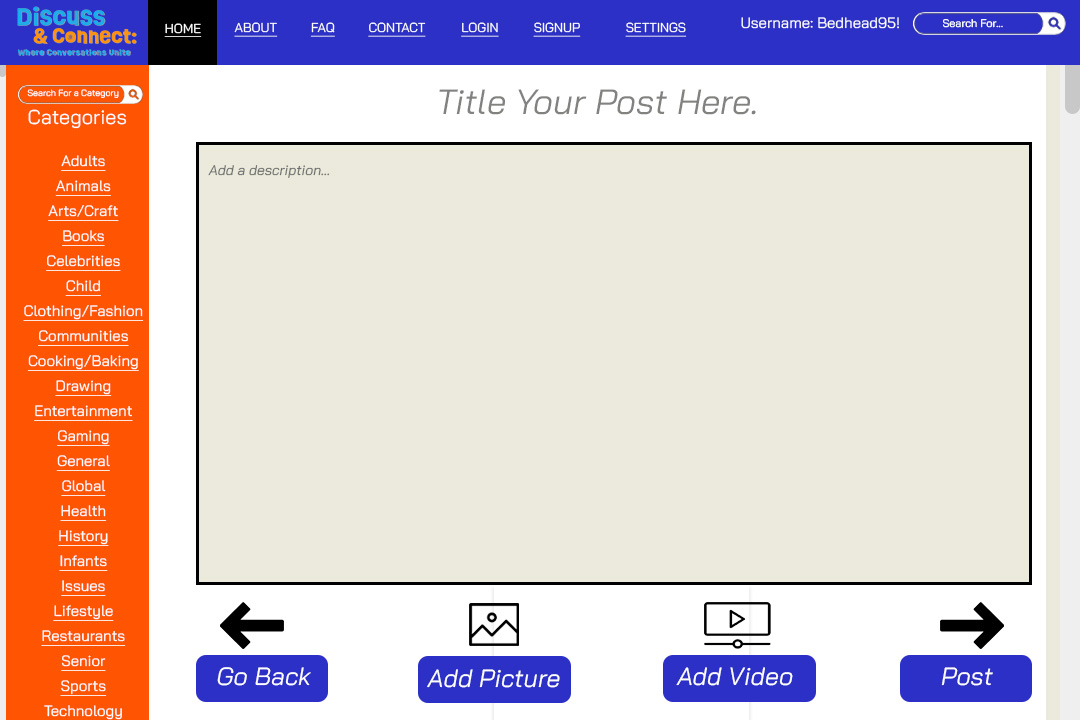 Discuss
& Connect:
Where Conversations Unite
HOME
ABOUT
FAQ
CONTACT
LOGIN
SIGNUP
SETTINGS
Username: Bedhead95!
Search For...
Search For a Category
Categories
Adults
Animals
Arts/Craft
Books
Celebrities
Child
Clothing/Fashion
Communities
Cooking/Baking
Drawing
Entertainment
Gaming
General
Global
Health
History
Infants
Issues
Lifestyle
Restaurants
Senior
Sports
Technology
Title Your Post Here.
Add a description...
Go Back
Add Picture
Add Video
Post